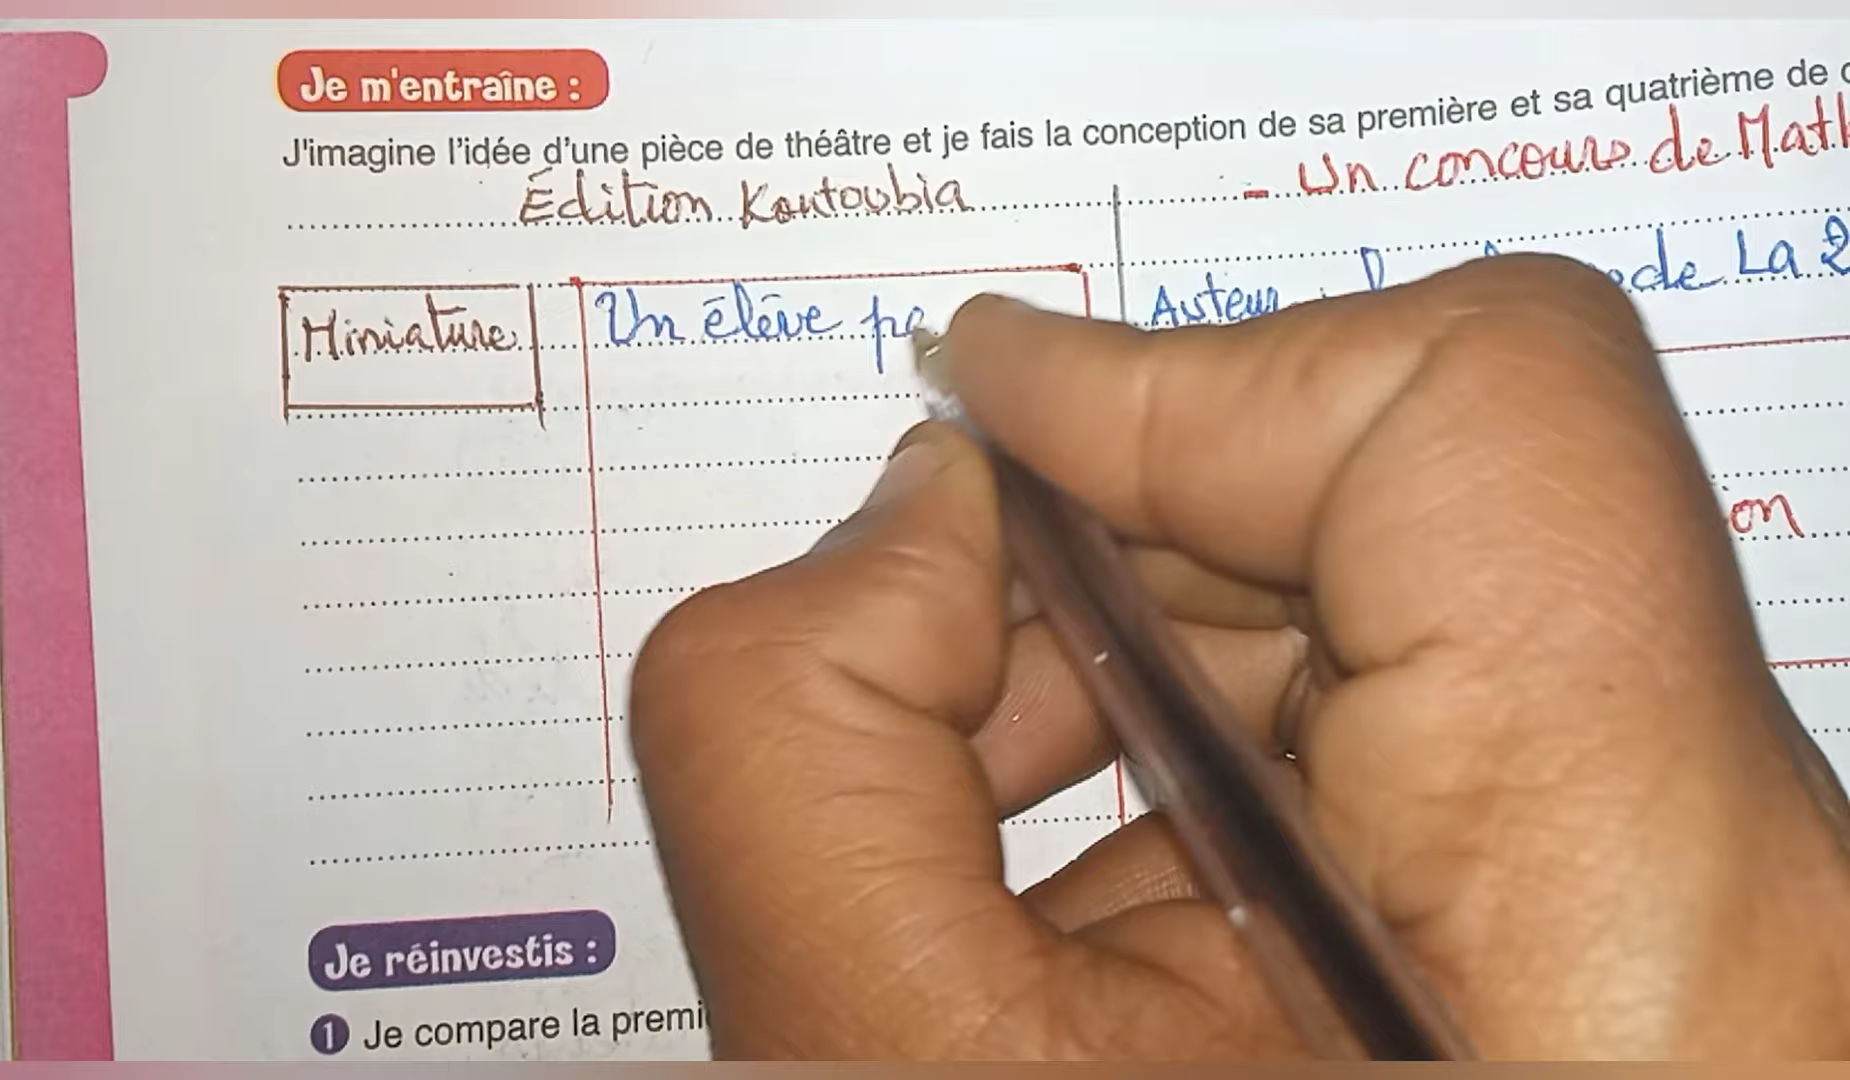 Je m'entraîne :
J'imagine l'idée d'une pièce de théâtre et je fais la conception de sa première et sa quatrième de
Édition Koutoubia
- Un concours de Math
Miniature
Un élève pa
Auteur de La 2
on
Je réinvestis :
1 Je compare la premi